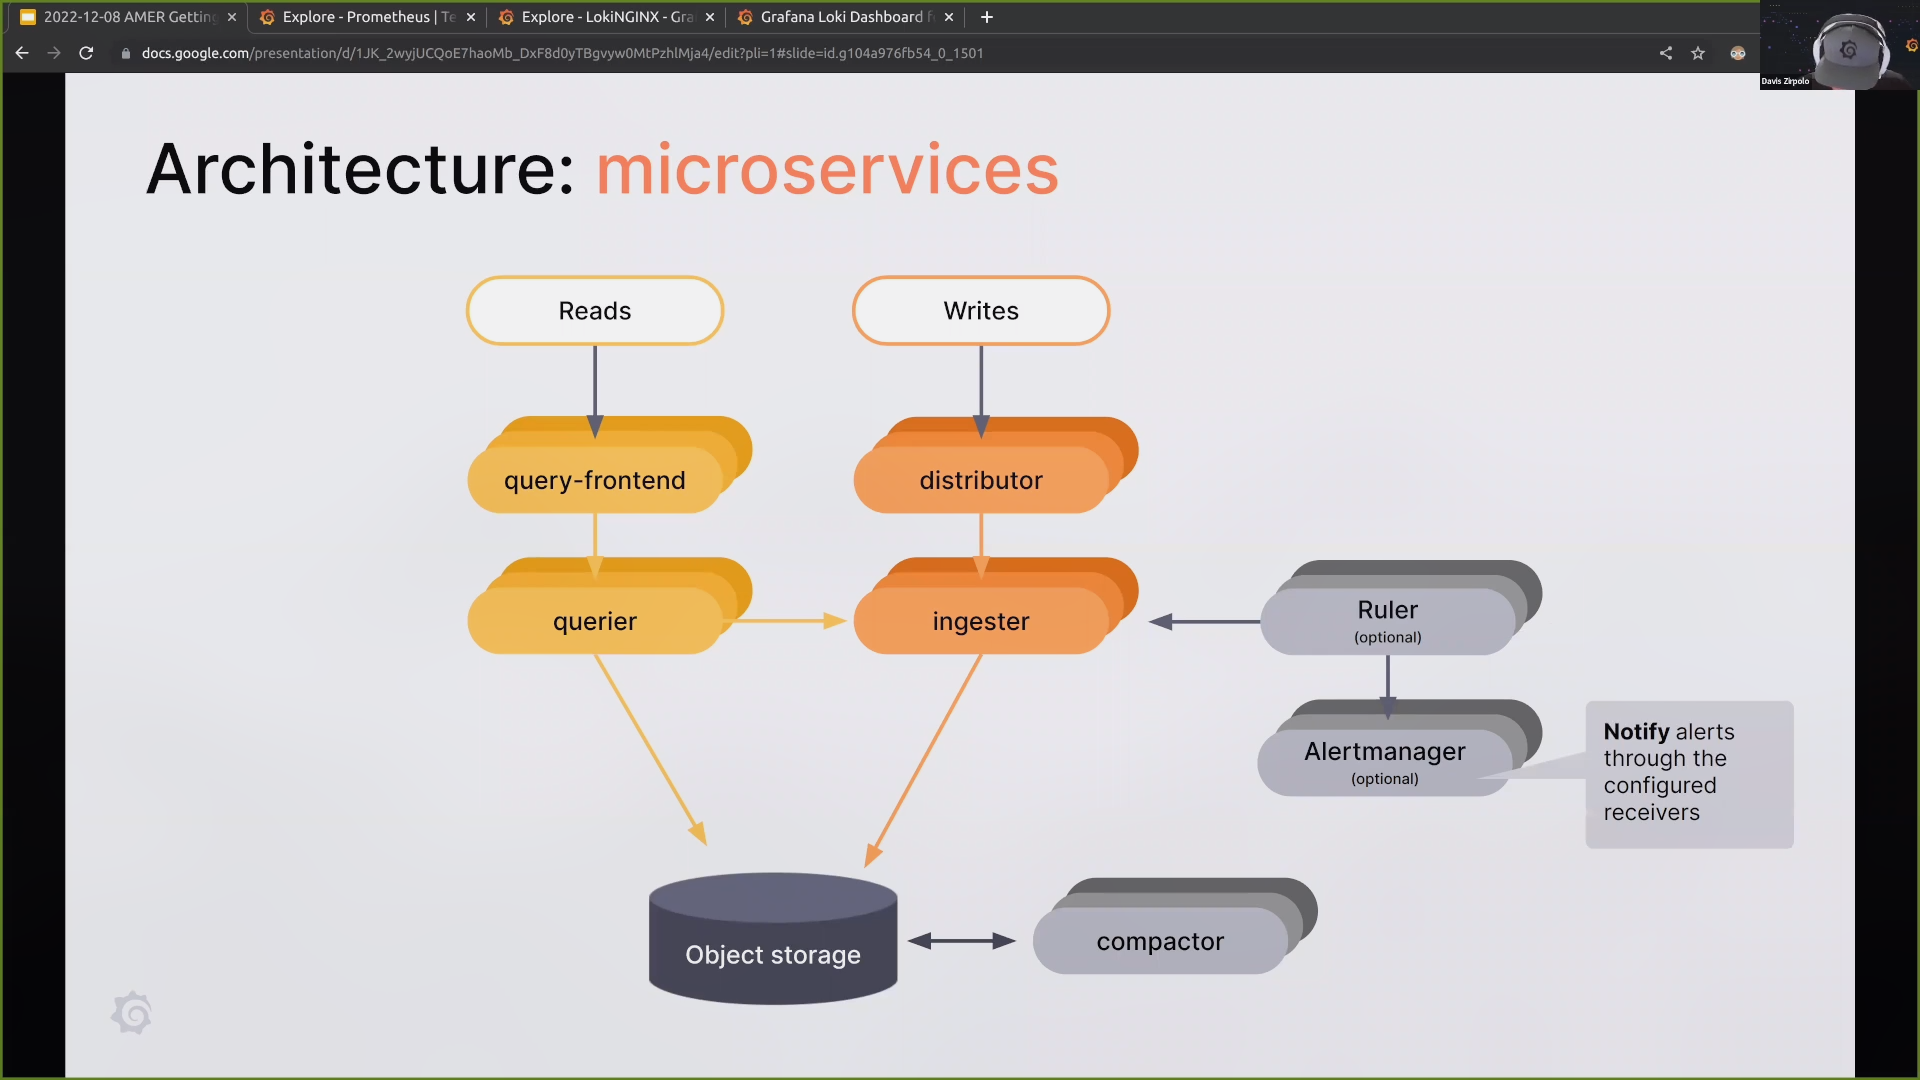 2022-12-08 AMER Getting
Explore - Prometheus | Te
Explore - LokiNGINX - Gra
Grafana Loki Dashboard f
docs.google.com/presentation/d/1JK_2wyjUCQoE7haoMb_DxF8d0yTBgvyw0MtPzhlMja4/edit?pli=1#slide=id.g104a976fb54_0_1501
Davis Zirpolo
Architecture: microservices
Reads
Writes
query-frontend
distributor
querier
ingester
Ruler
(optional)
Alertmanager
(optional)
Notify alerts
through the
configured
receivers
Object storage
compactor